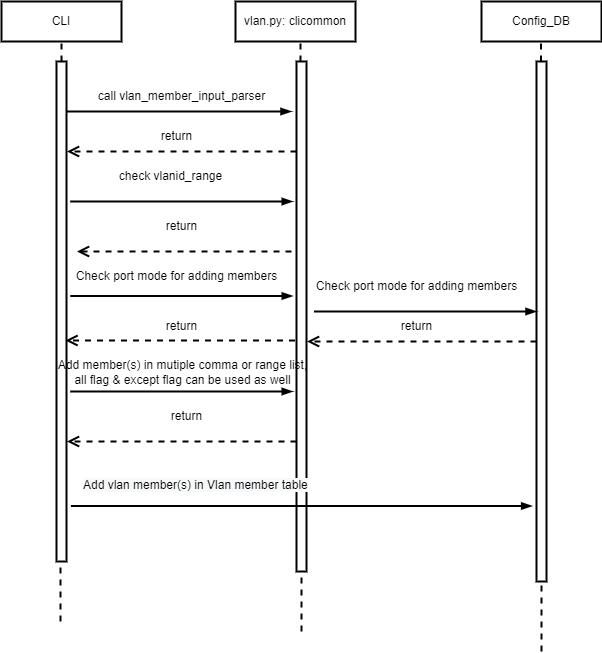 CLI
vlan.py: clicommon
Config_DB
call vlan_member_input_parser
return
check vlanid_range
return
Check port mode for adding members
Check port mode for adding members
return
return
Add member(s) in mutiple comma or range list,
all flag & except flag can be used as well
return
Add vlan member(s) in Vlan member table